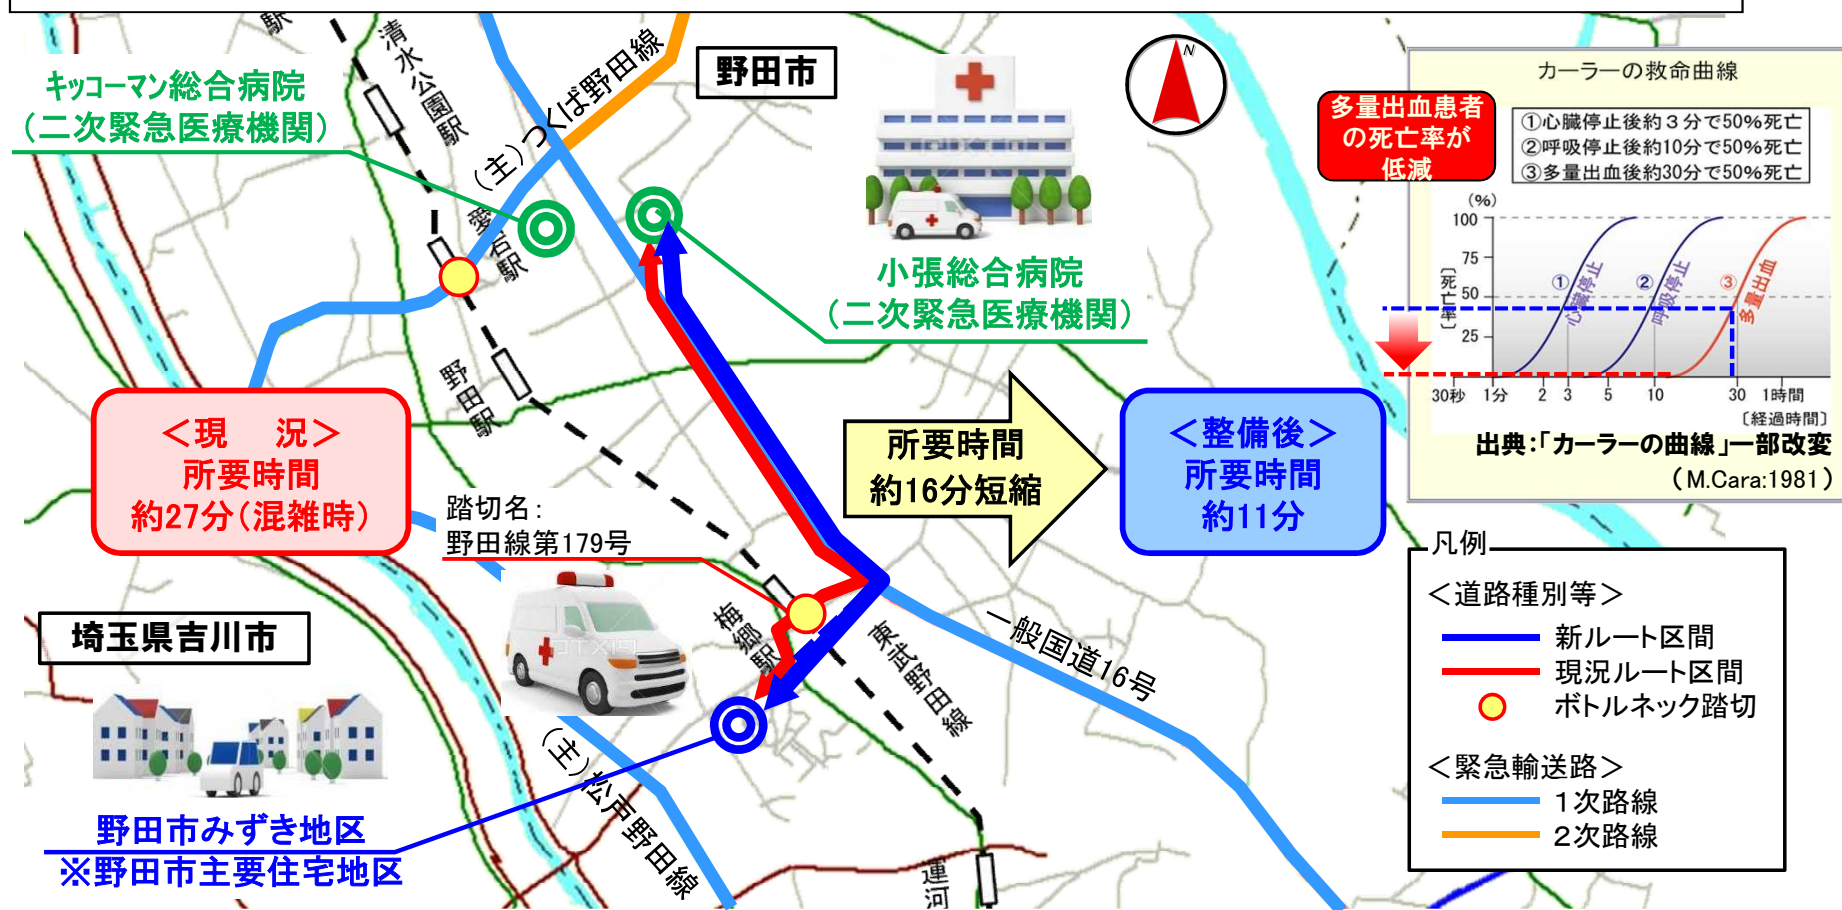 駅
清水公園駅
(主)つくば野田線
野田市
N
キッコーマン総合病院
(二次緊急医療機関)
愛宕駅
小張総合病院
(二次緊急医療機関)
カーラーの救命曲線
多量出血患者
の死亡率が
低減
①心臓停止後約3分で50%死亡
②呼吸停止後約10分で50%死亡
③多量出血後約30分で50%死亡
(%)
100
75
50
25
〔死亡率〕
①
心臓停止
②
呼吸停止
③
多量出血
30秒 1分 2 3 5 10 30 1時間
〔経過時間〕
出典:「カーラーの曲線」一部改変
(M.Cara:1981)
野田駅
<現 況>
所要時間
約27分(混雑時)
所要時間
約16分短縮
<整備後>
所要時間
約11分
踏切名:
野田線第179号
梅郷駅
東武野田線
一般国道16号
埼玉県吉川市
(主)松戸野田線
野田市みずき地区
※野田市主要住宅地区
運河
凡例
<道路種別等>
新ルート区間
現況ルート区間
ボトルネック踏切
<緊急輸送路>
1次路線
2次路線